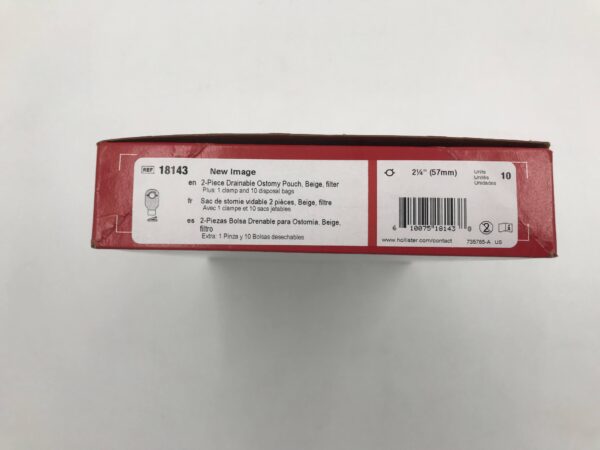 REF 18143 New Image
en 2-Piece Drainable Ostomy Pouch, Beige, filter
Plus: 1 clamp and 10 disposal bags
fr Sac de stomie vidable 2 pièces, Beige, filtre
Avec 1 clampe et 10 sacs jetables
es 2-Piezas Bolsa Drenable para Ostomía, Beige,
filtro
Extra: 1 Pinza y 10 Bolsas desechables
2¼" (57mm)
Units
Unités
Unidades
10
6 10075 18143 0
www.hollister.com/contact
738785-A US